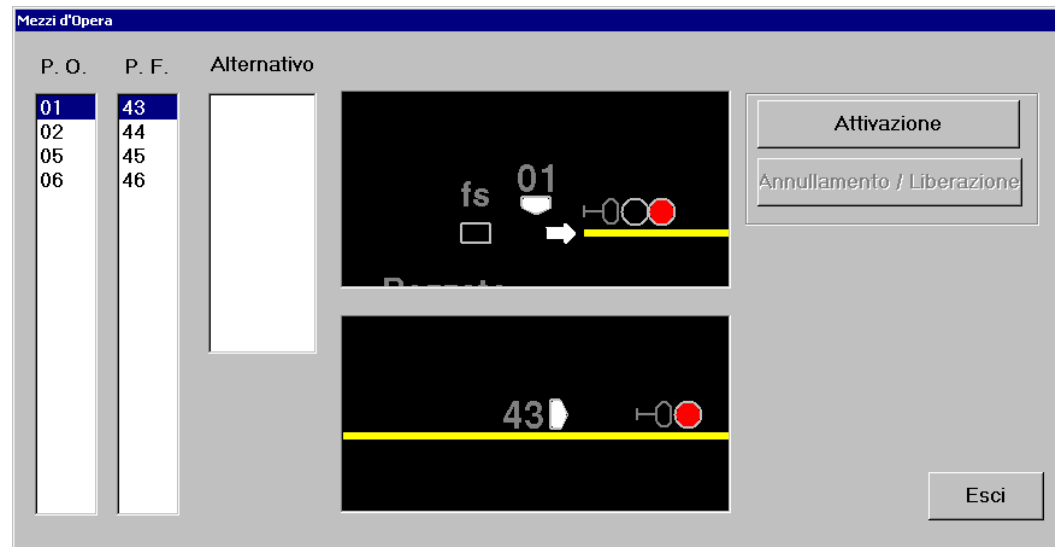 Mezzi d'Opera
P. O.
P. F.
Alternativo
01
02
05
06
43
44
45
46
fs
01
43
Attivazione
Annullamento / Liberazione
Esci